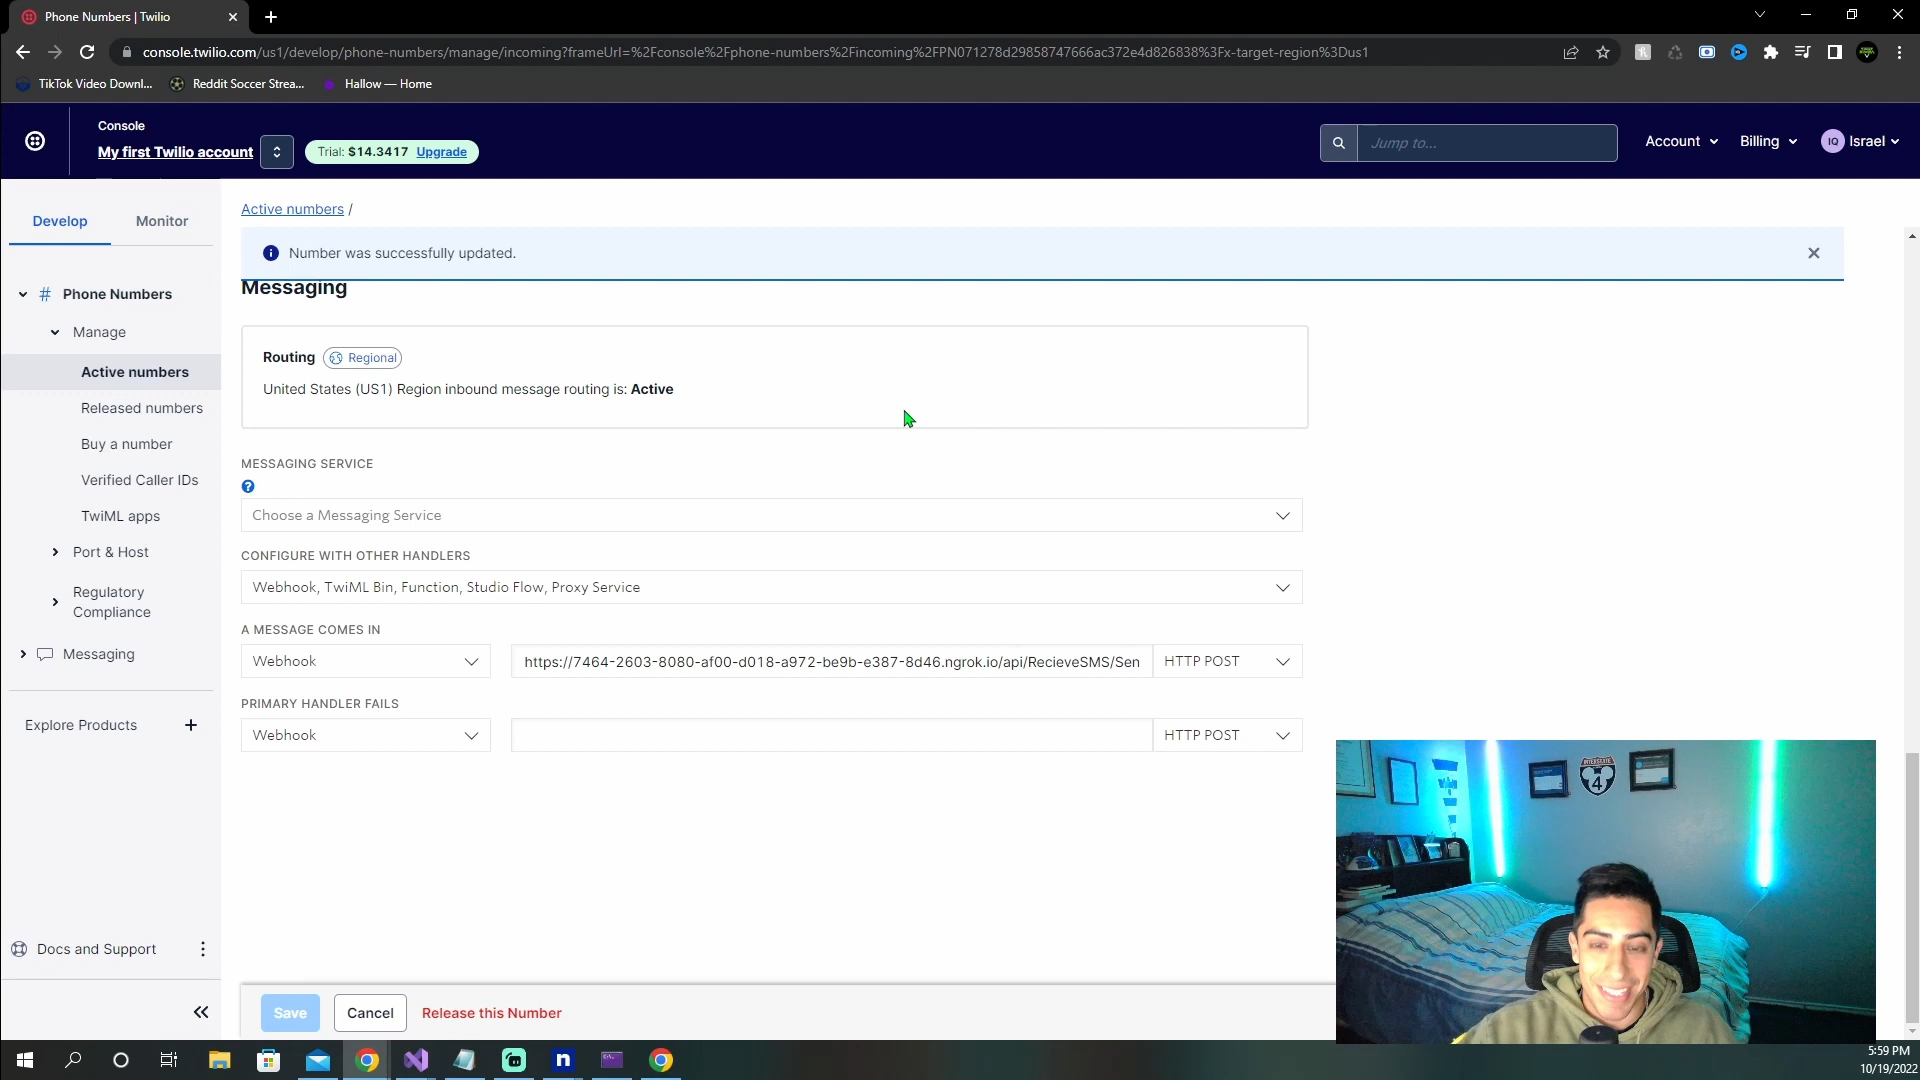 Phone Numbers | Twilio
console.twilio.com/us1/develop/phone-numbers/manage/incoming?frameUrl=%2Fconsole%2Fphone-numbers%2Fincoming%2FPN071278d29858747666ac372e4d826838%3Fx-target-region%3Dus1
TikTok Video Downl...
Reddit Soccer Strea...
Hallow — Home
Console
My first Twilio account
Trial: $14.3417 Upgrade
Jump to...
Account
Billing
IQ
Israel
Develop
Monitor
Phone Numbers
Manage
Active numbers
Released numbers
Buy a number
Verified Caller IDs
TwiML apps
Port & Host
Regulatory
Compliance
Messaging
Explore Products
Docs and Support
Active numbers /
Number was successfully updated.
Messaging
Routing Regional
United States (US1) Region inbound message routing is: Active
MESSAGING SERVICE
Choose a Messaging Service
CONFIGURE WITH OTHER HANDLERS
Webhook, TwiML Bin, Function, Studio Flow, Proxy Service
A MESSAGE COMES IN
Webhook
https://7464-2603-8080-af00-d018-a972-be9b-e387-8d46.ngrok.io/api/RecieveSMS/Sen
HTTP POST
PRIMARY HANDLER FAILS
Webhook
HTTP POST
INTERSTATE
4
Save
Cancel
Release this Number
5:59 PM
10/19/2022